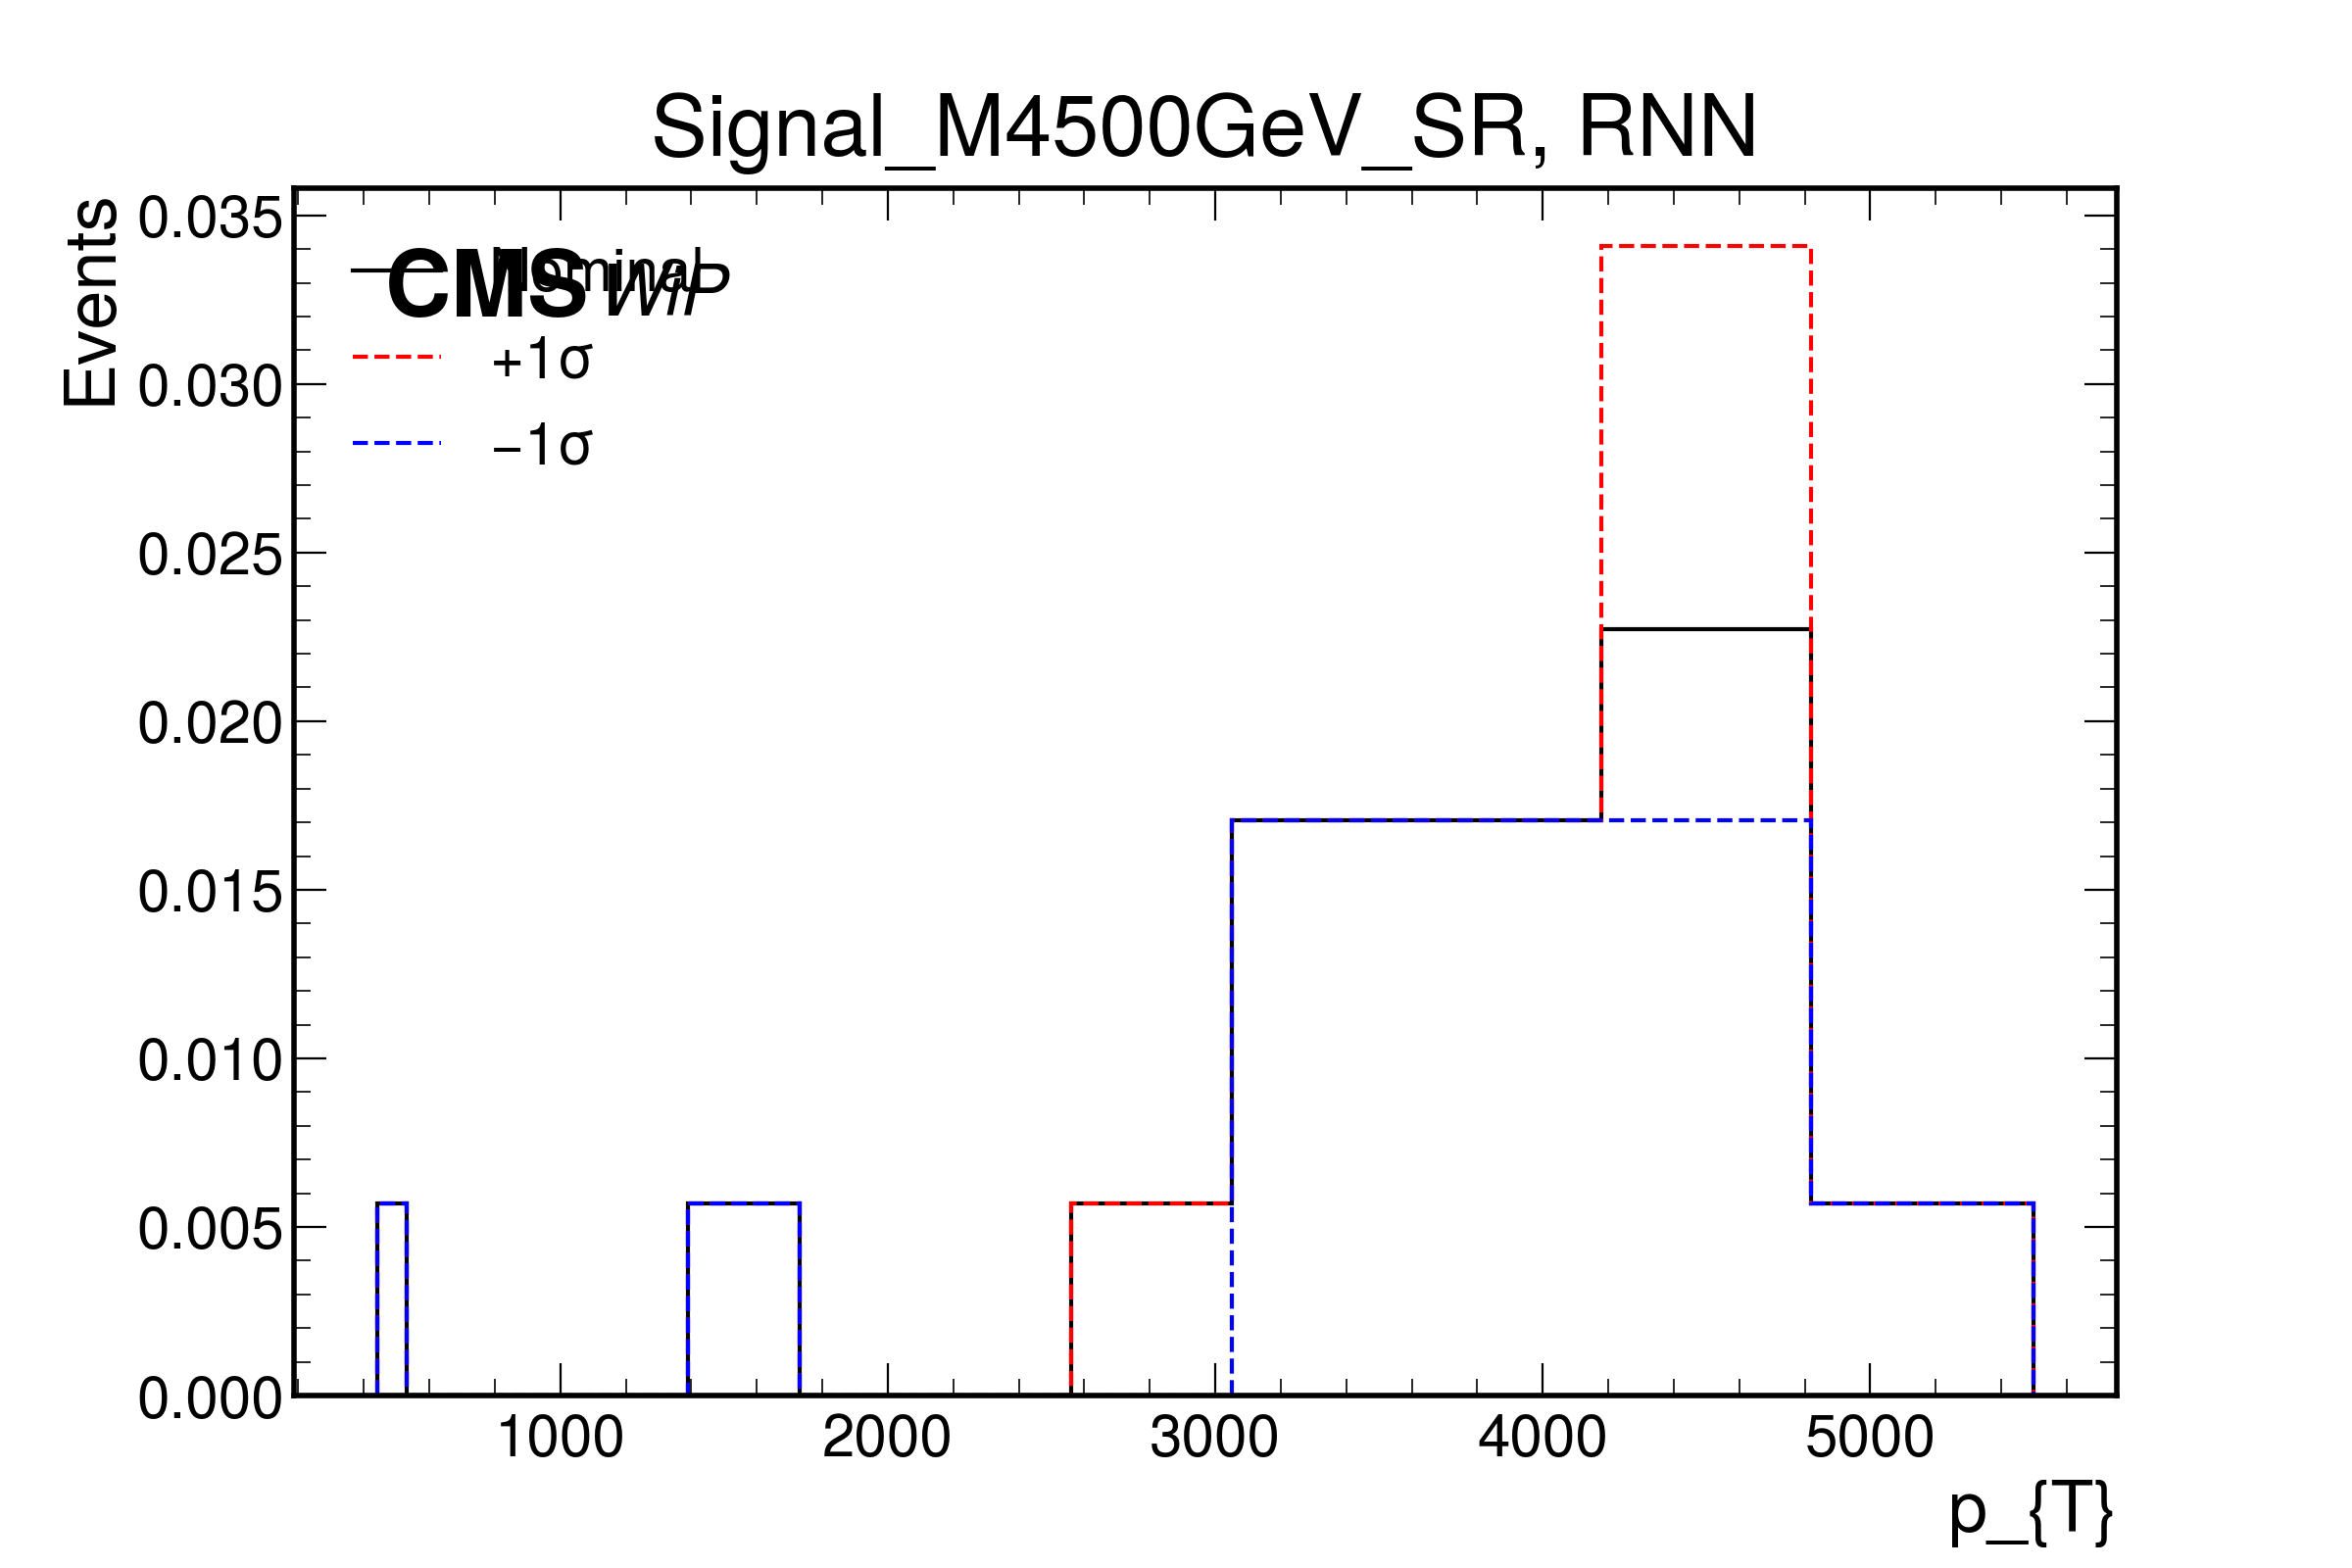 Signal_M4500GeV_SR, RNN
Events
0.035
0.030
0.025
0.020
0.015
0.010
0.005
0.000
CMS WiP
Nominal
+1σ
−1σ
1000 2000 3000 4000 5000
p_{T}